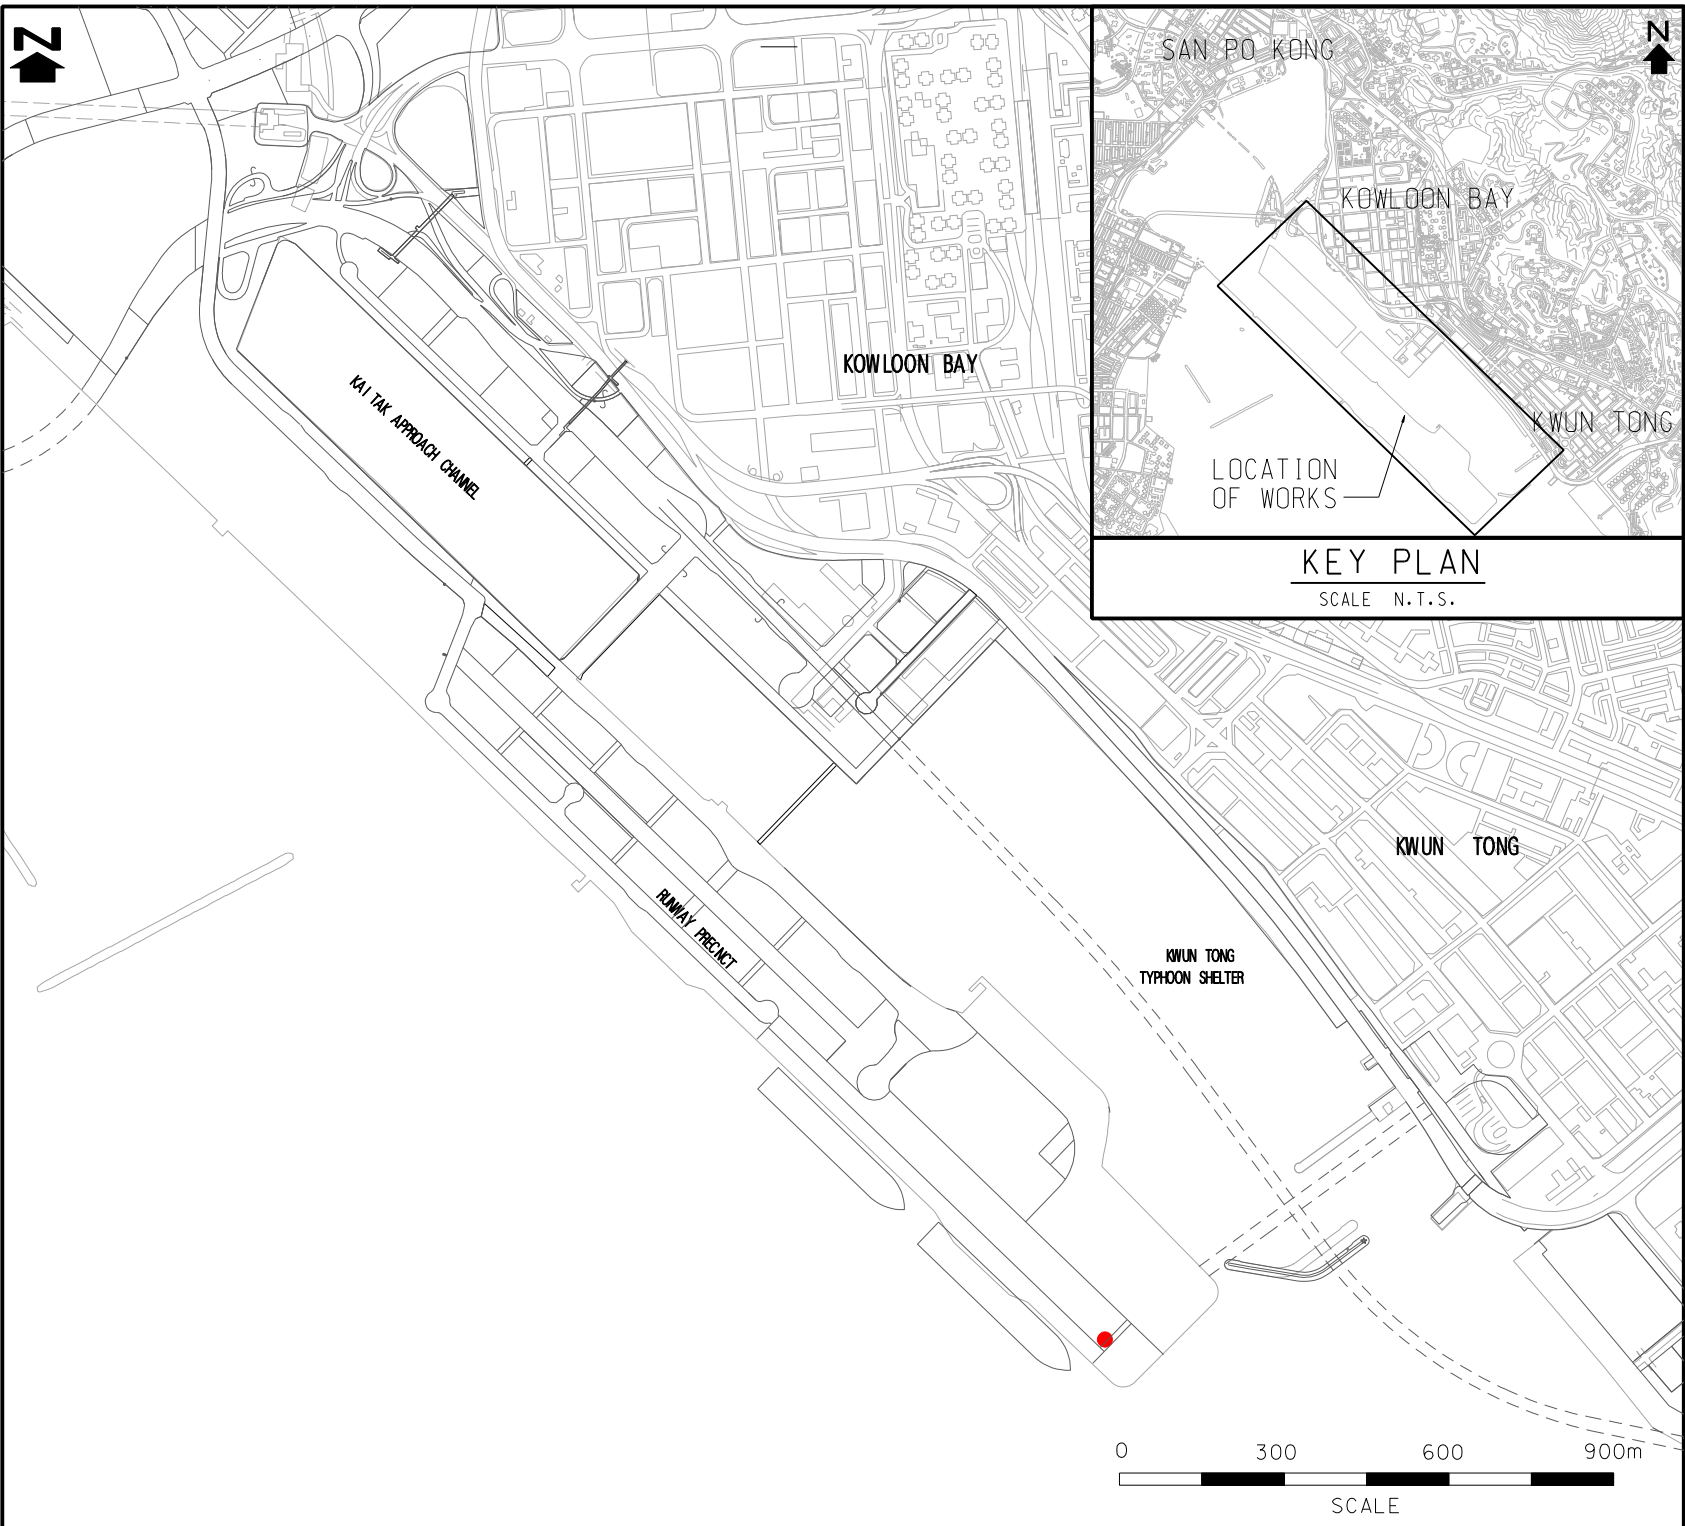 N
SAN PO KONG
N
KOWLOON BAY
KWUN TONG
LOCATION
OF WORKS
KEY PLAN
SCALE N.T.S.
KOWLOON BAY
KAI TAK APPROACH CHANNEL
KWUN TONG
RUNWAY PRECNCT
KWUN TONG
TYPHOON SHELTER
0 300 600 900m
SCALE